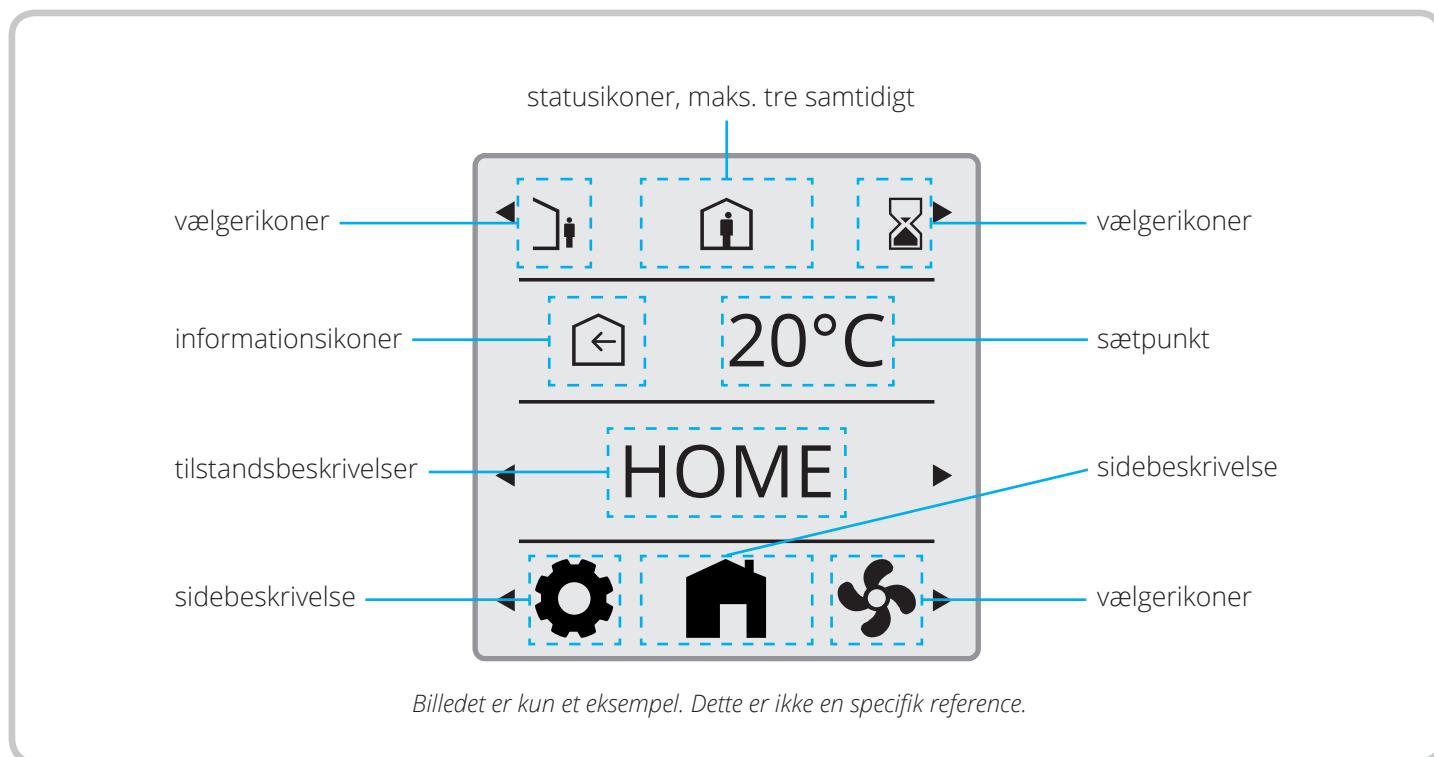 statusikoner, maks. tre samtidigt
vælgerikoner
vælgerikoner
informationsikoner
20°C
sætpunkt
tilstandsbeskrivelser
HOME
sidebeskrivelse
sidebeskrivelse
vælgerikoner
Billedet er kun et eksempel. Dette er ikke en specifik reference.